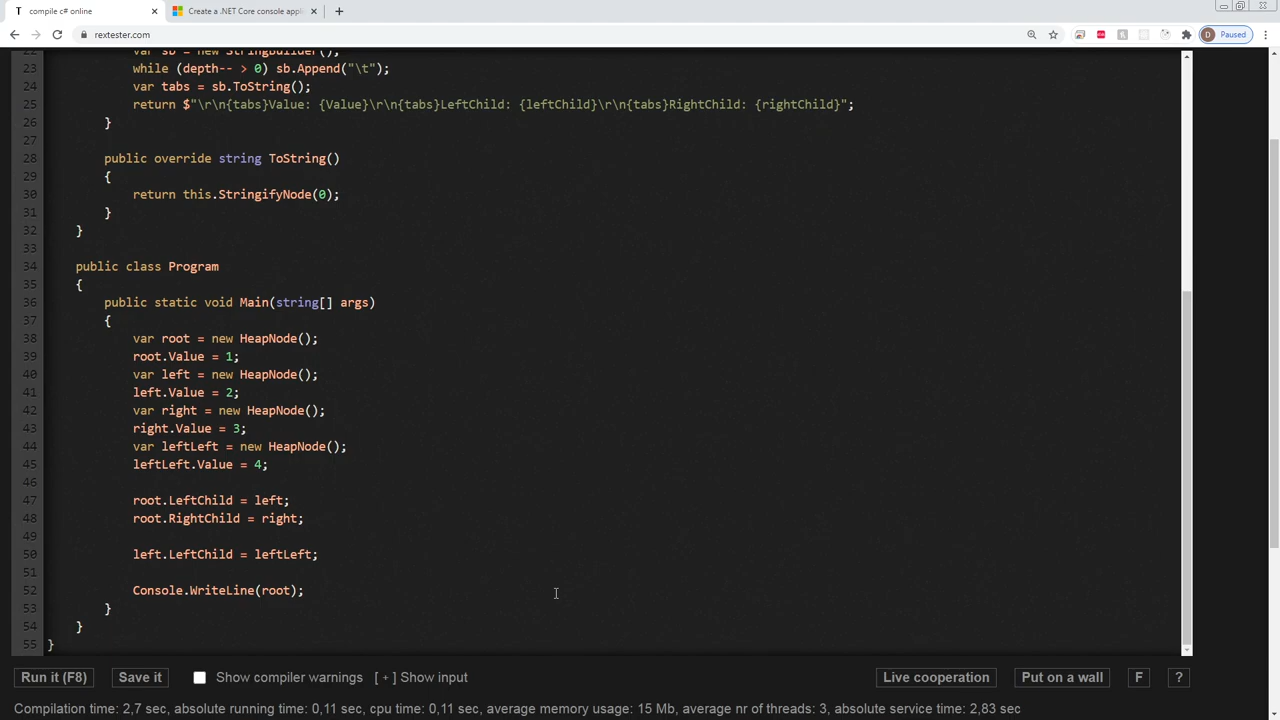 compile c# online
Create a .NET Core console appl
rextester.com
Paused
22 var sb = new StringBuilder();
23 while (depth-- > 0) sb.Append("\t");
24 var tabs = sb.ToString();
25 return $"\r\n{tabs}Value: {Value}\r\n{tabs}LeftChild: {leftChild}\r\n{tabs}RightChild: {rightChild}";
26 }
27
28 public override string ToString()
29 {
30 return this.StringifyNode(0);
31 }
32 }
33
34 public class Program
35 {
36 public static void Main(string[] args)
37 {
38 var root = new HeapNode();
39 root.Value = 1;
40 var left = new HeapNode();
41 left.Value = 2;
42 var right = new HeapNode();
43 right.Value = 3;
44 var leftLeft = new HeapNode();
45 leftLeft.Value = 4;
46
47 root.LeftChild = left;
48 root.RightChild = right;
49
50 left.LeftChild = leftLeft;
51
52 Console.WriteLine(root);
53 }
54 }
55 }
Run it (F8) Save it Show compiler warnings [ + ] Show input Live cooperation Put on a wall F ?
Compilation time: 2,7 sec, absolute running time: 0,11 sec, cpu time: 0,11 sec, average memory usage: 15 Mb, average nr of threads: 3, absolute service time: 2,83 sec